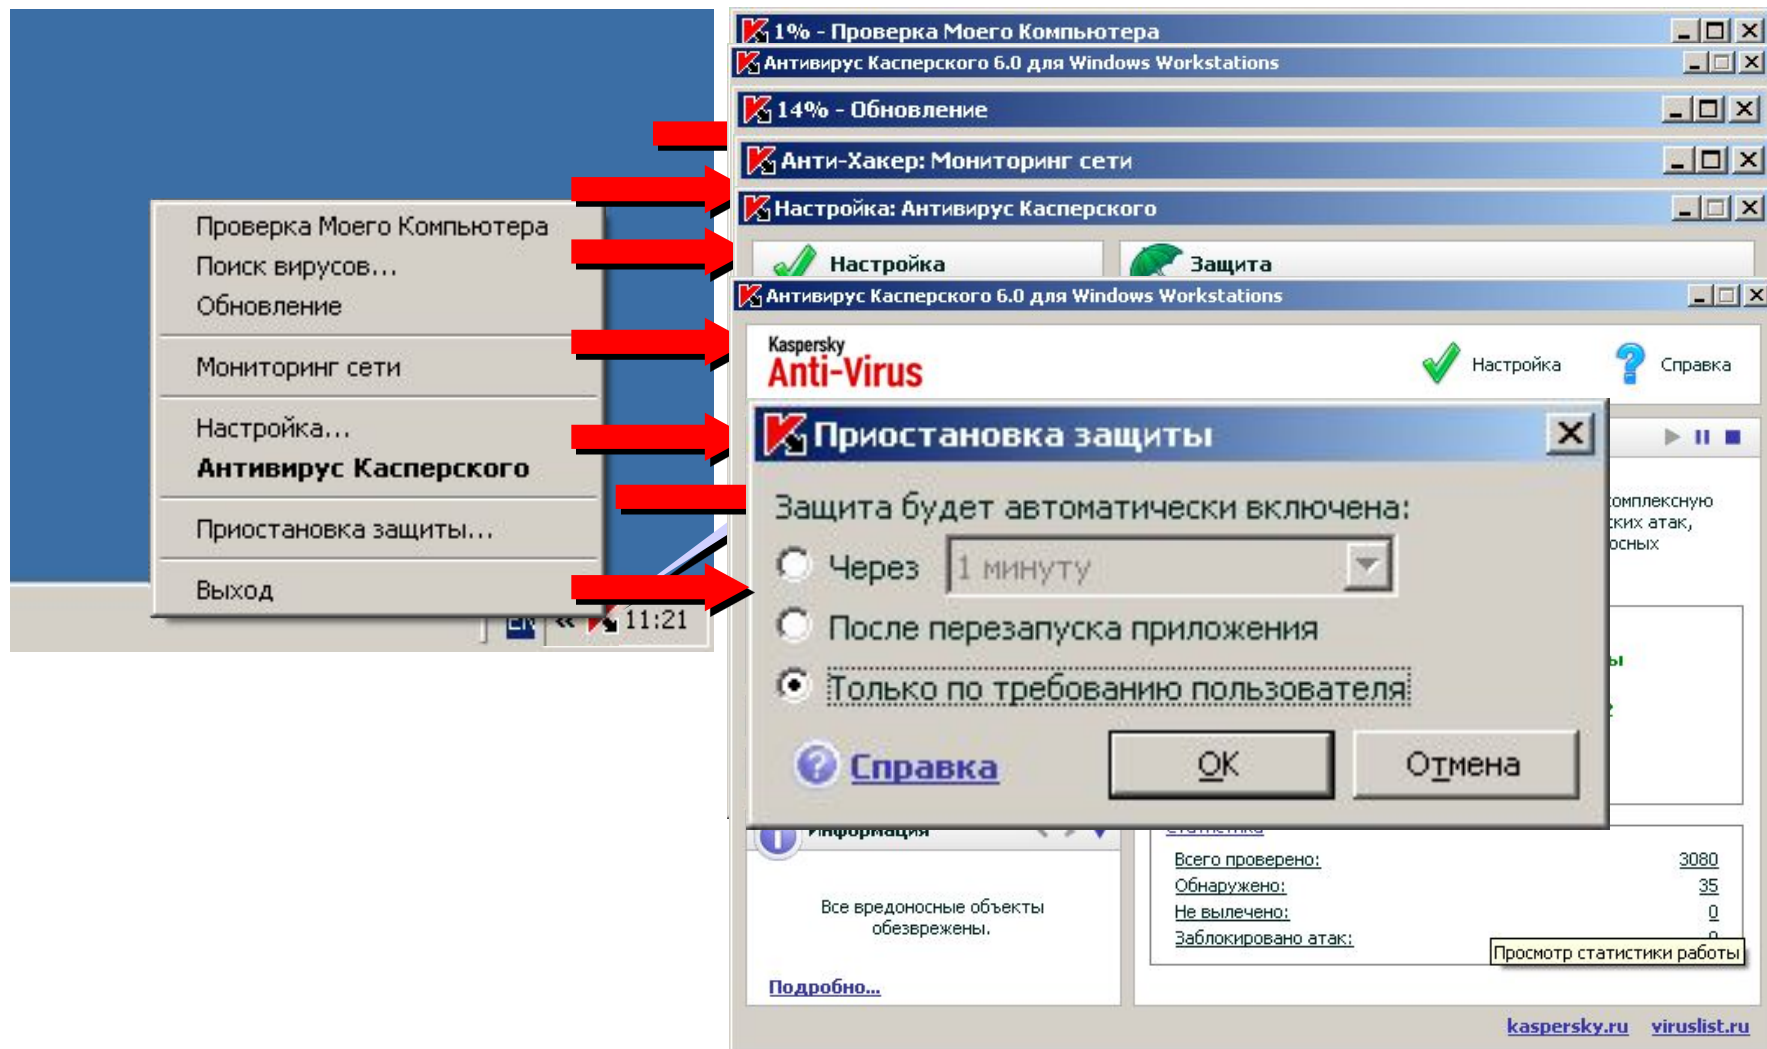 Проверка Моего Компьютера
Поиск вирусов...
Обновление
Мониторинг сети
Настройка...
Антивирус Касперского
Приостановка защиты...
Выход
EN « 11:21
1% - Проверка Моего Компьютера
Антивирус Касперского 6.0 для Windows Workstations
14% - Обновление
Анти-Хакер: Мониторинг сети
Настройка: Антивирус Касперского
Настройка Защита
Антивирус Касперского 6.0 для Windows Workstations
Kaspersky
Anti-Virus
Настройка Справка
Приостановка защиты
Защита будет автоматически включена:
Через 1 минуту
После перезапуска приложения
Только по требованию пользователя
Справка OK Отмена
Информация
Все вредоносные объекты
обезврежены.
Подробно...
Статистика
Всего проверено: 3080
Обнаружено: 35
Не вылечено: 0
Заблокировано атак: 0
Просмотр статистики работы
kaspersky.ru viruslist.ru